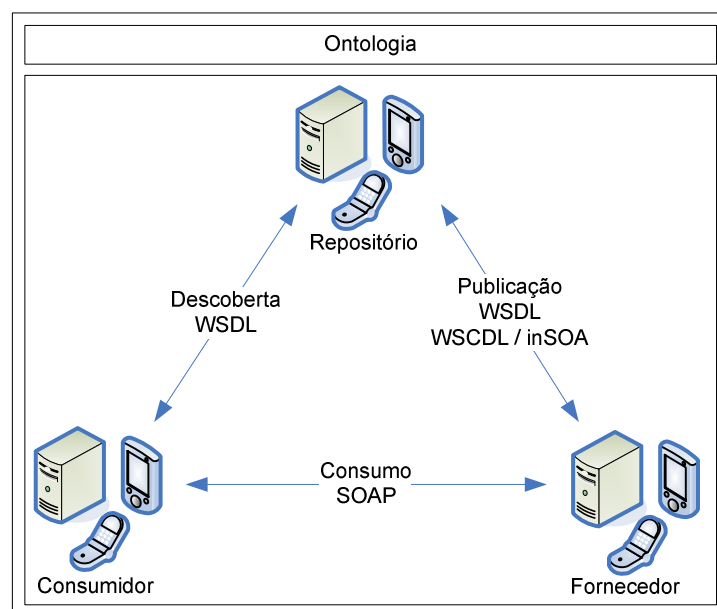 Ontologia
Repositório
Descoberta
WSDL
Publicação
WSDL
WSCDL / inSOA
Consumo
SOAP
Consumidor
Fornecedor